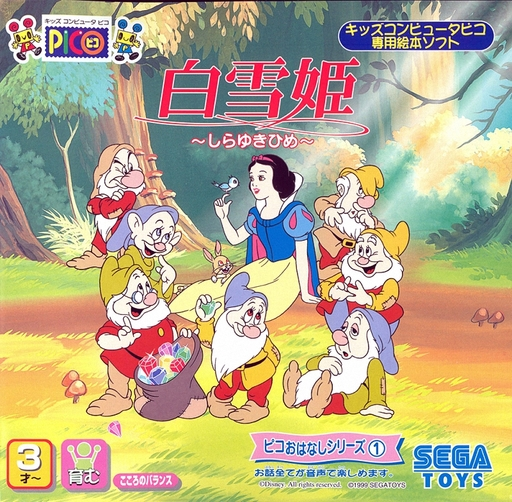 キッズ コンピュータ ピコ
PiCO
ピコ
キッズコンピュータピコ
専用絵本ソフト
白雪姫
~しらゆきひめ~
3
才~
育む
こころのバランス
ピコおはなしシリーズ①
お話全てが音声で楽しめます。
©Disney. All rights reserved. ©1999 SEGATOYS
SEGA
TOYS